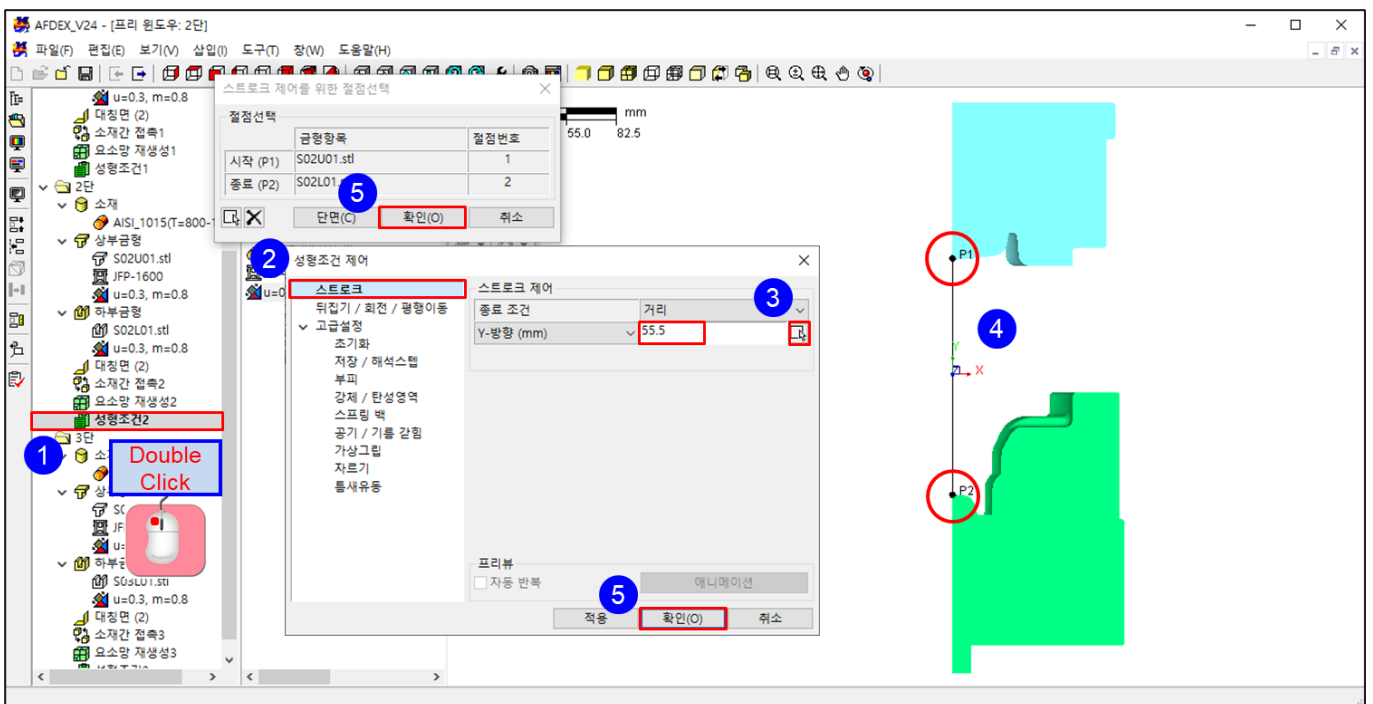 AFDEX_V24 - [프리 윈도우: 2단]
파일(F) 편집(E) 보기(V) 삽입(I) 도구(T) 창(W) 도움말(H)
u=0.3, m=0.8
대칭면 (2)
소재간 접촉1
요소망 재생성1
성형조건1
2단
소재
AISI_1015(T=800-1
상부금형
S02U01.stl
JFP-1600
u=0.3, m=0.8
하부금형
S02L01.stl
u=0.3, m=0.8
대칭면 (2)
소재간 접촉2
요소망 재생성2
성형조건2
3단
1
Double
Click
S03L01.stl
u=0.3, m=0.8
대칭면 (2)
소재간 접촉3
요소망 재생성3
u=0
스트로크 제어를 위한 절점선택
절점선택
금형항목 절점번호
시작 (P1) S02U01.stl 1
종료 (P2) S02L01 2
5
단면(C) 확인(O) 취소
mm
55.0 82.5
2
성형조건 제어
스트로크
뒤집기 / 회전 / 평행이동
고급설정
초기화
저장 / 해석스텝
부피
강체 / 탄성영역
스프링 백
공기 / 기름 갇힘
가상그립
자르기
틈새유동
스트로크 제어
3
종료 조건 거리
Y-방향 (mm) 55.5
프리뷰
자동 반복 애니메이션
5
적용 확인(O) 취소
P1
4
Y
Z X
P2